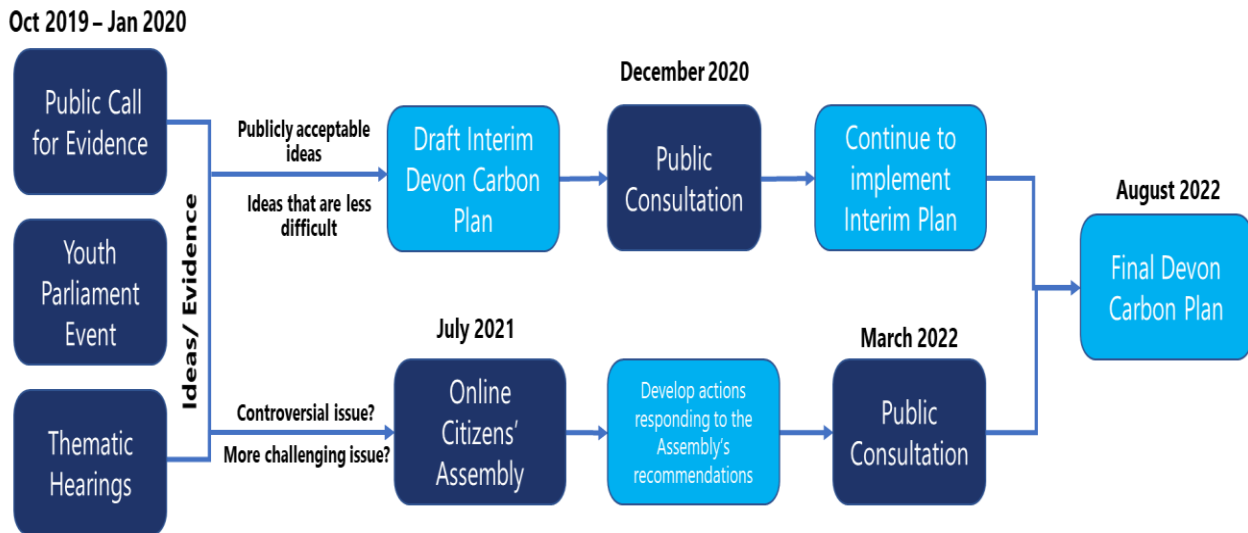 Oct 2019 – Jan 2020
Public Call
for Evidence
Youth
Parliament
Event
Thematic
Hearings
Ideas/ Evidence
Publicly acceptable
ideas
Ideas that are less
difficult
Draft Interim
Devon Carbon
Plan
December 2020
Public
Consultation
Continue to
implement
Interim Plan
Controversial issue?
More challenging issue?
July 2021
Online
Citizens’
Assembly
Develop actions
responding to the
Assembly’s
recommendations
March 2022
Public
Consultation
August 2022
Final Devon
Carbon Plan